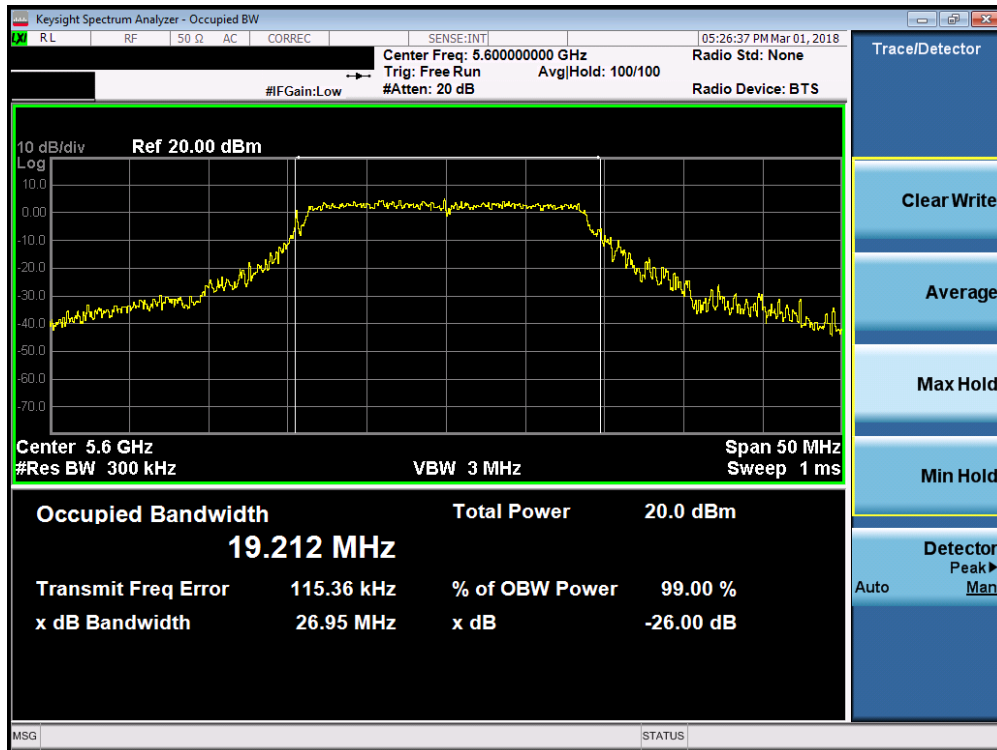 Keysight Spectrum Analyzer - Occupied BW
LXI RL RF 50 Ω AC CORREC SENSE:INT 05:26:37 PM Mar 01, 2018
Center Freq: 5.600000000 GHz Radio Std: None
Trig: Free Run Avg|Hold: 100/100
#IFGain:Low #Atten: 20 dB Radio Device: BTS
10 dB/div Ref 20.00 dBm
Log
10.0
0.00
-10.0
-20.0
-30.0
-40.0
-50.0
-60.0
-70.0
Center 5.6 GHz Span 50 MHz
#Res BW 300 kHz VBW 3 MHz Sweep 1 ms
Occupied Bandwidth Total Power 20.0 dBm
19.212 MHz
Transmit Freq Error 115.36 kHz % of OBW Power 99.00 %
x dB Bandwidth 26.95 MHz x dB -26.00 dB
MSG STATUS
Trace/Detector
Clear Write
Average
Max Hold
Min Hold
Detector
Peak
Auto Man